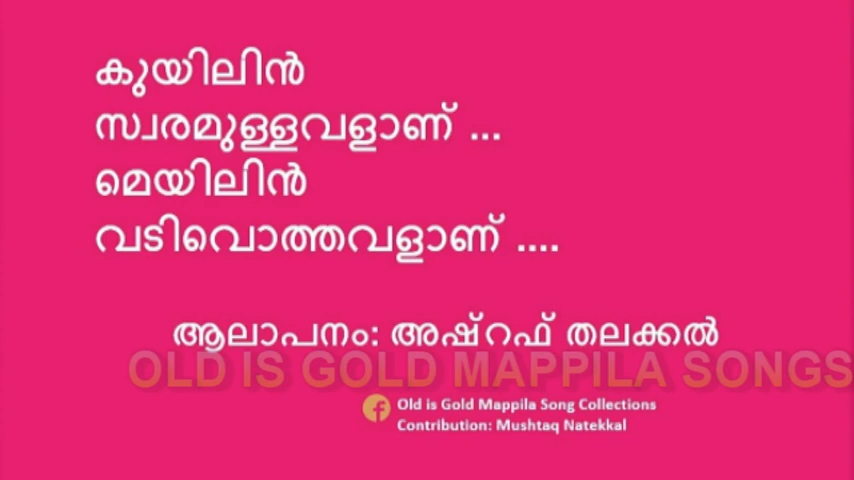 കുയിലിൻ
സ്വരമുള്ളവളാണ് ...
മെയിലിൻ
വടിവൊത്തവളാണ് ....
ആലാപനം: അഷ്റഫ് തലക്കൽ
OLD IS GOLD MAPPILA SONGS
Old is Gold Mappila Song Collections
Contribution: Mushtaq Natekkal